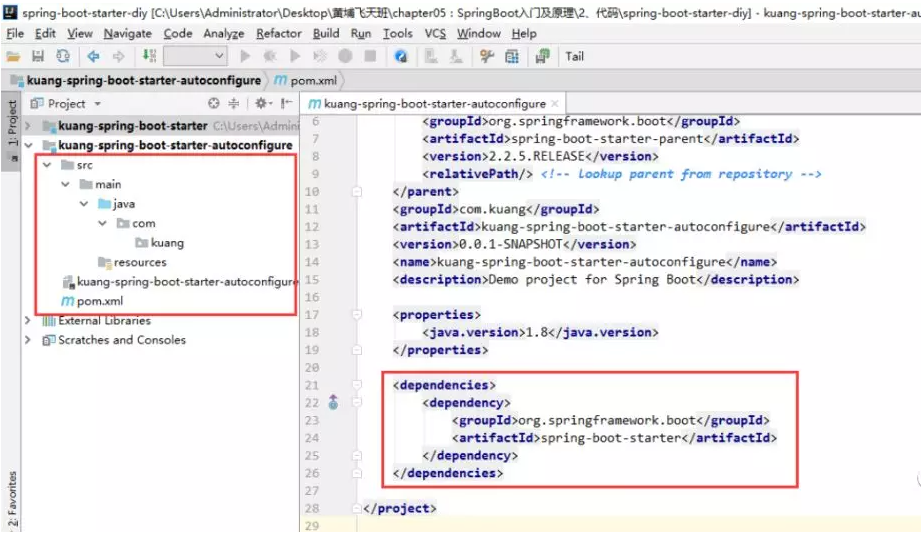 spring-boot-starter-diy [C:\Users\Administrator\Desktop\黄埔飞天班\chapter05：SpringBoot入门及原理\2、代码\spring-boot-starter-diy] - kuang-spring-boot-starter-au
File Edit View Navigate Code Analyze Refactor Build Run Tools VCS Window Help
Tail
kuang-spring-boot-starter-autoconfigure pom.xml
1: Project
2: Favorites
Project
kuang-spring-boot-starter C:\Users\Admini
kuang-spring-boot-starter-autoconfigure
src
main
java
com
kuang
resources
kuang-spring-boot-starter-autoconfigure
pom.xml
External Libraries
Scratches and Consoles
kuang-spring-boot-starter-autoconfigure
6 <groupId>org.springframework.boot</groupId>
7 <artifactId>spring-boot-starter-parent</artifactId>
8 <version>2.2.5.RELEASE</version>
9 <relativePath/> <!-- lookup parent from repository -->
10 </parent>
11 <groupId>com.kuang</groupId>
12 <artifactId>kuang-spring-boot-starter-autoconfigure</artifactId>
13 <version>0.0.1-SNAPSHOT</version>
14 <name>kuang-spring-boot-starter-autoconfigure</name>
15 <description>Demo project for Spring Boot</description>
16
17 <properties>
18 <java.version>1.8</java.version>
19 </properties>
20
21 <dependencies>
22 <dependency>
23 <groupId>org.springframework.boot</groupId>
24 <artifactId>spring-boot-starter</artifactId>
25 </dependency>
26 </dependencies>
27
28 </project>
29